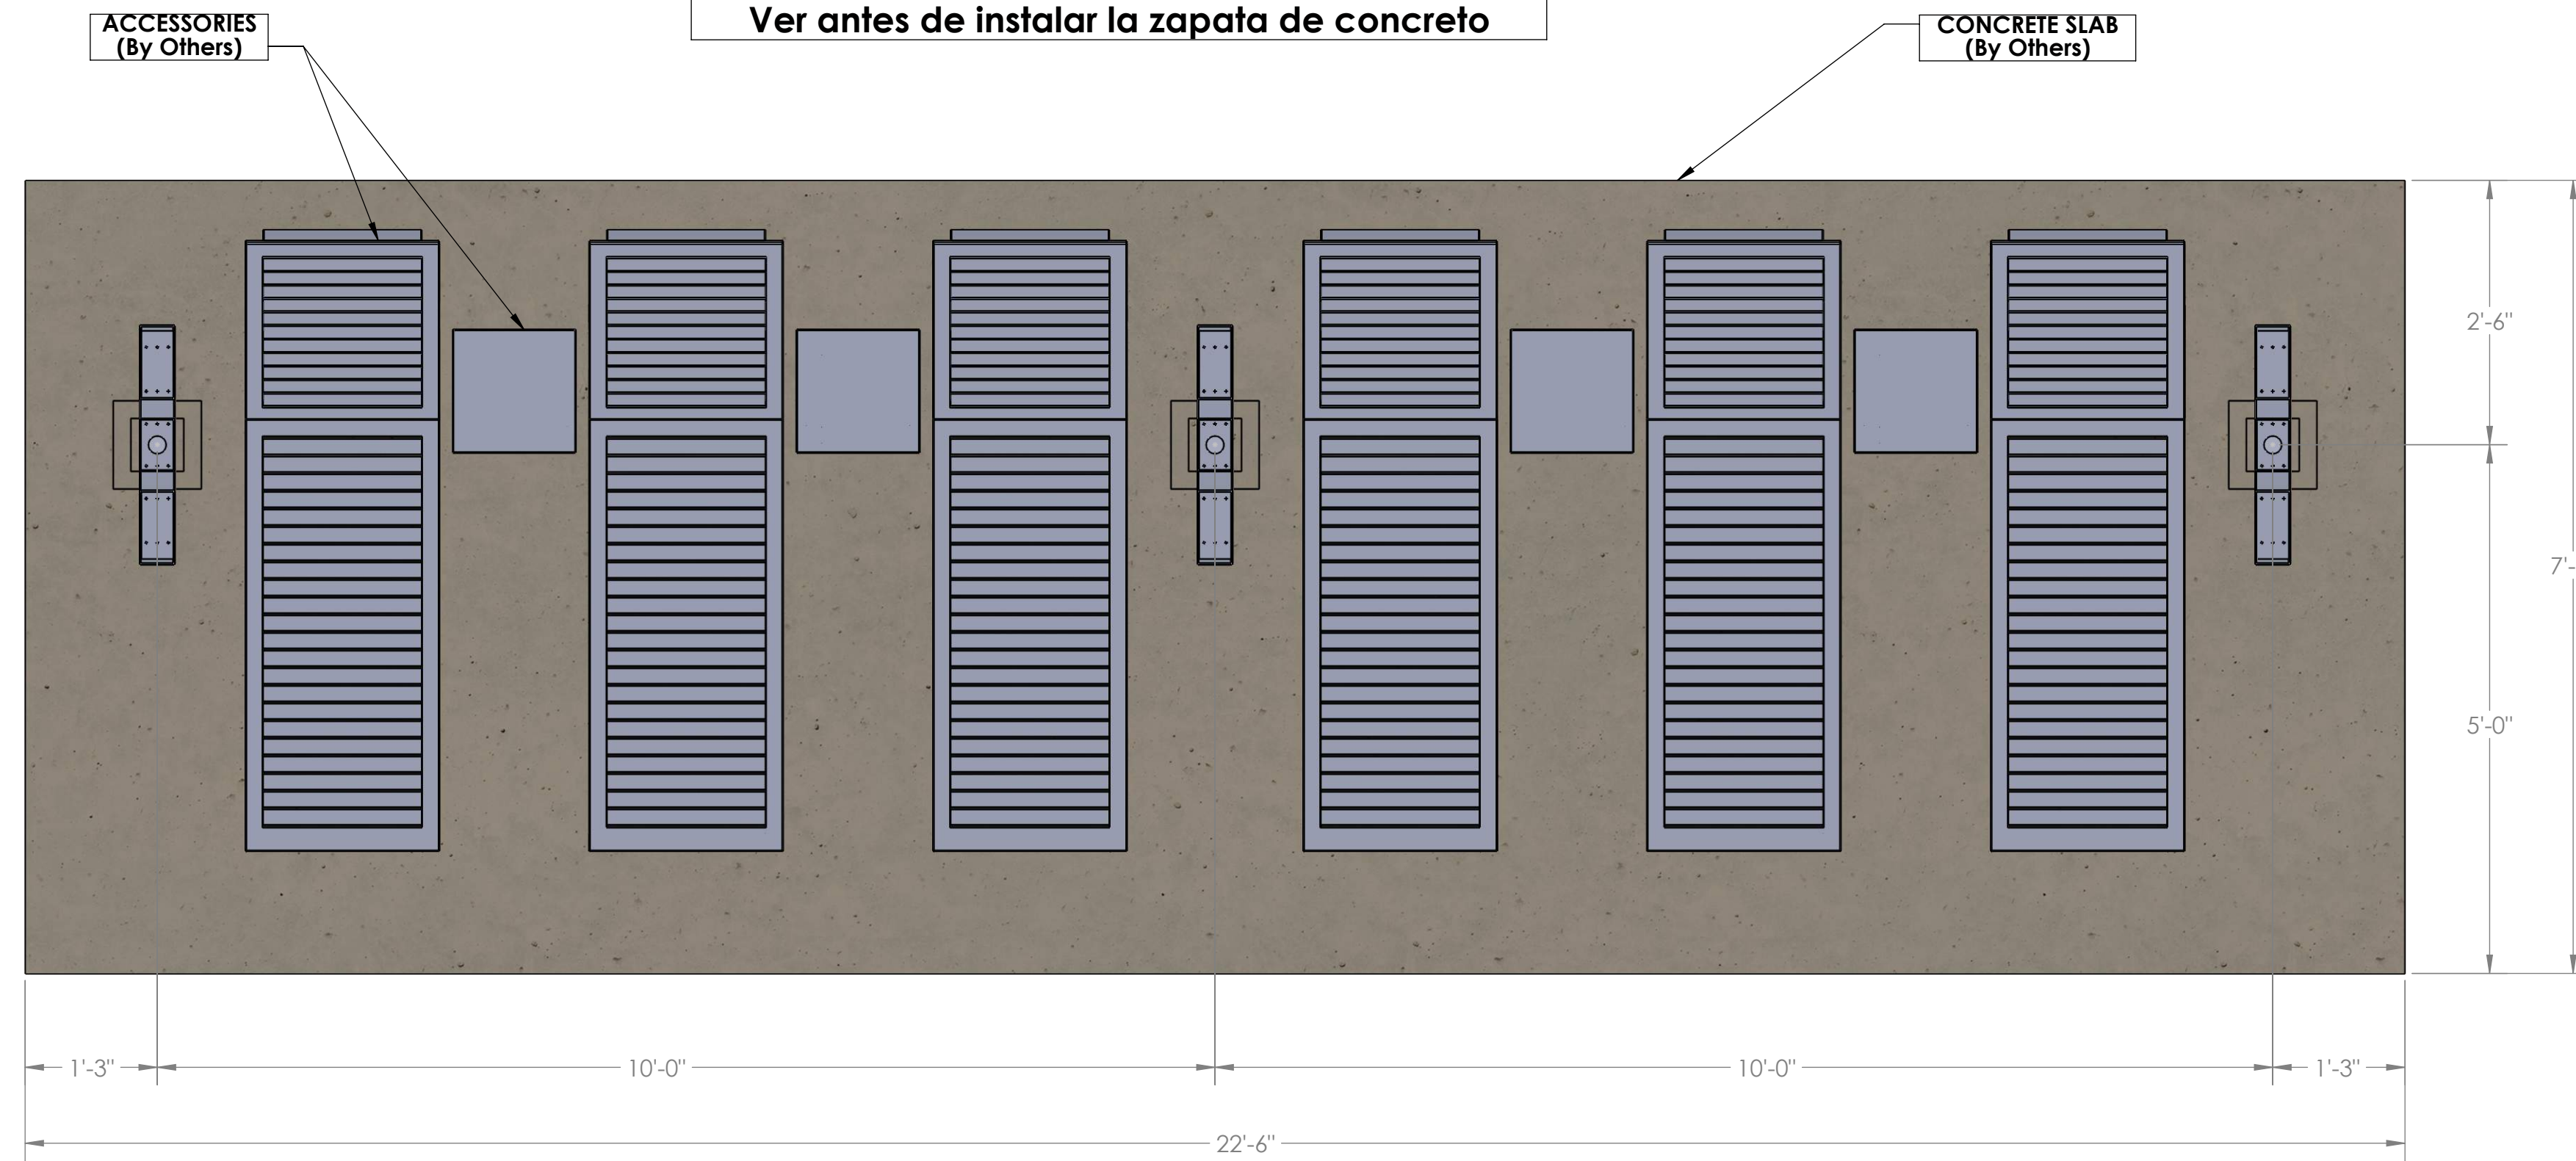 Ver antes de instalar la zapata de concreto
ACCESSORIES
(By Others)
CONCRETE SLAB
(By Others)
2'-6"
7'-
5'-0"
1'-3"
10'-0"
10'-0"
1'-3"
22'-6"